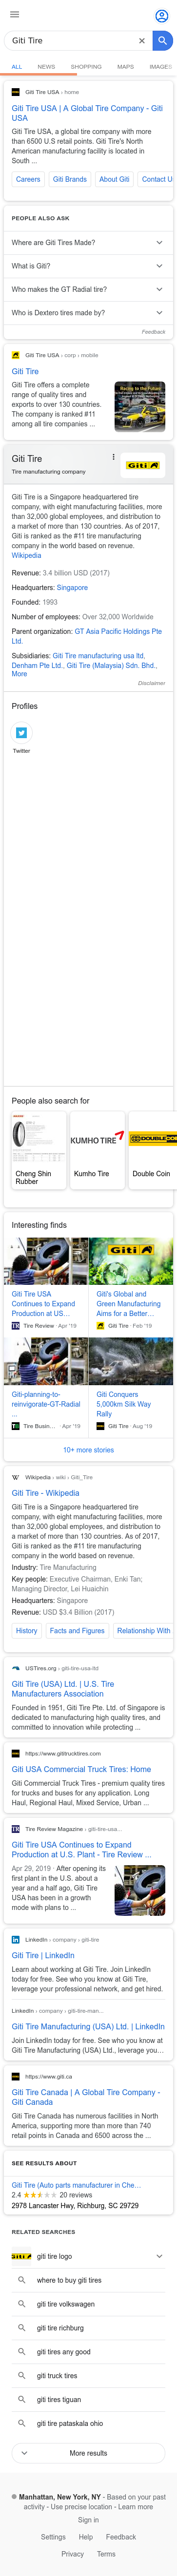 Giti Tire
ALL NEWS SHOPPING MAPS IMAGES
Giti Tire USA › home
Giti Tire USA | A Global Tire Company - Giti
USA
Giti Tire USA, a global tire company with more
than 6500 U.S retail points. Giti Tire's North
American manufacturing facility is located in
South ...
Careers Giti Brands About Giti Contact U
PEOPLE ALSO ASK
Where are Giti Tires Made?
What is Giti?
Who makes the GT Radial tire?
Who is Dextero tires made by?
Feedback
Giti Tire USA › corp › mobile
Giti Tire
Giti Tire offers a complete
range of quality tires and
exports to over 130 countries.
The company is ranked #11
among all tire companies ...
Giti Tire
Tire manufacturing company
Giti
Giti Tire is a Singapore headquartered tire
company, with eight manufacturing facilities, more
than 32,000 global employees, and distribution to
a market of more than 130 countries. As of 2017,
Giti is ranked as the #11 tire manufacturing
company in the world based on revenue.
Wikipedia
Revenue: 3.4 billion USD (2017)
Headquarters: Singapore
Founded: 1993
Number of employees: Over 32,000 Worldwide
Parent organization: GT Asia Pacific Holdings Pte
Ltd.
Subsidiaries: Giti Tire manufacturing usa ltd,
Denham Pte Ltd., Giti Tire (Malaysia) Sdn. Bhd.,
More
Disclaimer
Profiles
Twitter
People also search for
KUMHO TIRE
DOUBLECOI
Cheng Shin
Rubber
Kumho Tire
Double Coin
Interesting finds
Giti
Giti Tire USA
Continues to Expand
Production at US...
Tire Review · Apr '19
Giti's Global and
Green Manufacturing
Aims for a Better...
Giti Tire · Feb '19
Giti-planning-to-
reinvigorate-GT-Radial
...
Tire Busin... · Apr '19
Giti Conquers
5,000km Silk Way
Rally
Giti Tire · Aug '19
10+ more stories
Wikipedia › wiki › Giti_Tire
Giti Tire - Wikipedia
Giti Tire is a Singapore headquartered tire
company, with eight manufacturing facilities, more
than 32,000 global employees, and distribution to
a market of more than 130 countries. As of 2017,
Giti is ranked as the #11 tire manufacturing
company in the world based on revenue.
Industry: Tire Manufacturing
Key people: Executive Chairman, Enki Tan;
Managing Director, Lei Huaichin
Headquarters: Singapore
Revenue: USD $3.4 Billion (2017)
History Facts and Figures Relationship With
USTires.org › giti-tire-usa-ltd
Giti Tire (USA) Ltd. | U.S. Tire
Manufacturers Association
Founded in 1951, Giti Tire Pte. Ltd. of Singapore is
dedicated to manufacturing high quality tires, and
committed to innovation while protecting ...
https://www.gtitrucktires.com
Giti USA Commercial Truck Tires: Home
Giti Commercial Truck Tires - premium quality tires
for trucks and buses for any application. Long
Haul, Regional Haul, Mixed Service, Urban ...
Tire Review Magazine › giti-tire-usa...
Giti Tire USA Continues to Expand
Production at U.S. Plant - Tire Review ...
Apr 29, 2019 · After opening its
first plant in the U.S. about a
year and a half ago, Giti Tire
USA has been in a growth
mode with plans to ...
LinkedIn › company › giti-tire
Giti Tire | LinkedIn
Learn about working at Giti Tire. Join LinkedIn
today for free. See who you know at Giti Tire,
leverage your professional network, and get hired.
LinkedIn › company › giti-tire-man...
Giti Tire Manufacturing (USA) Ltd. | LinkedIn
Join LinkedIn today for free. See who you know at
Giti Tire Manufacturing (USA) Ltd., leverage you...
https://www.giti.ca
Giti Tire Canada | A Global Tire Company -
Giti Canada
Giti Tire Canada has numerous facilities in North
America, supporting more than more than 740
retail points in Canada and 6500 across the ...
SEE RESULTS ABOUT
Giti Tire (Auto parts manufacturer in Che...
2.4 20 reviews
2978 Lancaster Hwy, Richburg, SC 29729
RELATED SEARCHES
Giti giti tire logo
where to buy giti tires
giti tire volkswagen
giti tire richburg
giti tires any good
giti truck tires
giti tires tiguan
giti tire pataskala ohio
More results
Manhattan, New York, NY - Based on your past
activity - Use precise location - Learn more
Sign in
Settings Help Feedback
Privacy Terms